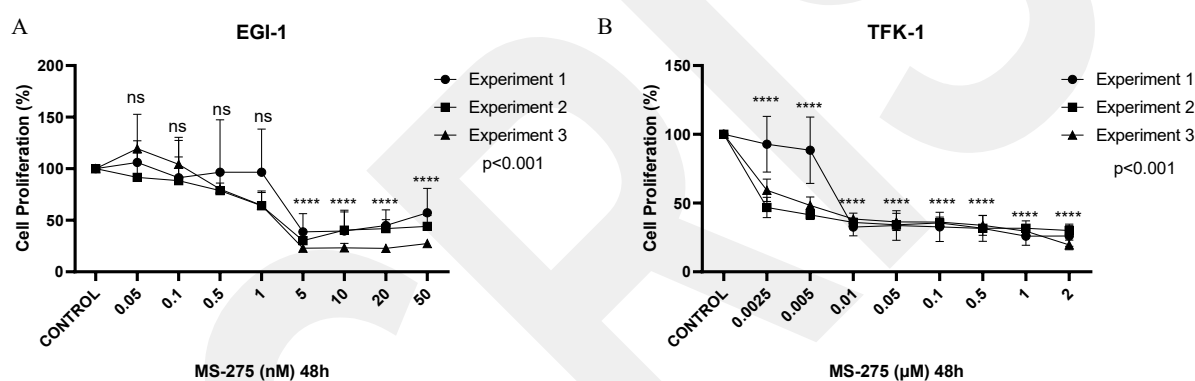 A
EGI-1
Cell Proliferation (%)
200
150
100
50
0
ns
ns
ns
ns
****
****
****
****
Experiment 1
Experiment 2
Experiment 3
p<0.001
CONTROL
0.05
0.1
0.5
1
5
10
20
50
MS-275 (nM) 48h
B
TFK-1
Cell Proliferation (%)
150
100
50
0
****
****
****
****
****
****
****
****
Experiment 1
Experiment 2
Experiment 3
p<0.001
CONTROL
0.0025
0.005
0.01
0.05
0.1
0.5
1
2
MS-275 (μM) 48h